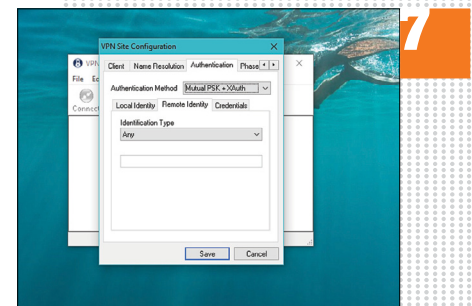 7
VPN Site Configuration
VPN
Client Name Resolution Authentication Phase
File
Authentication Method Mutual PSK + XAuth
Connect
Local Identity Remote Identity Credentials
Identification Type
Any
Save Cancel